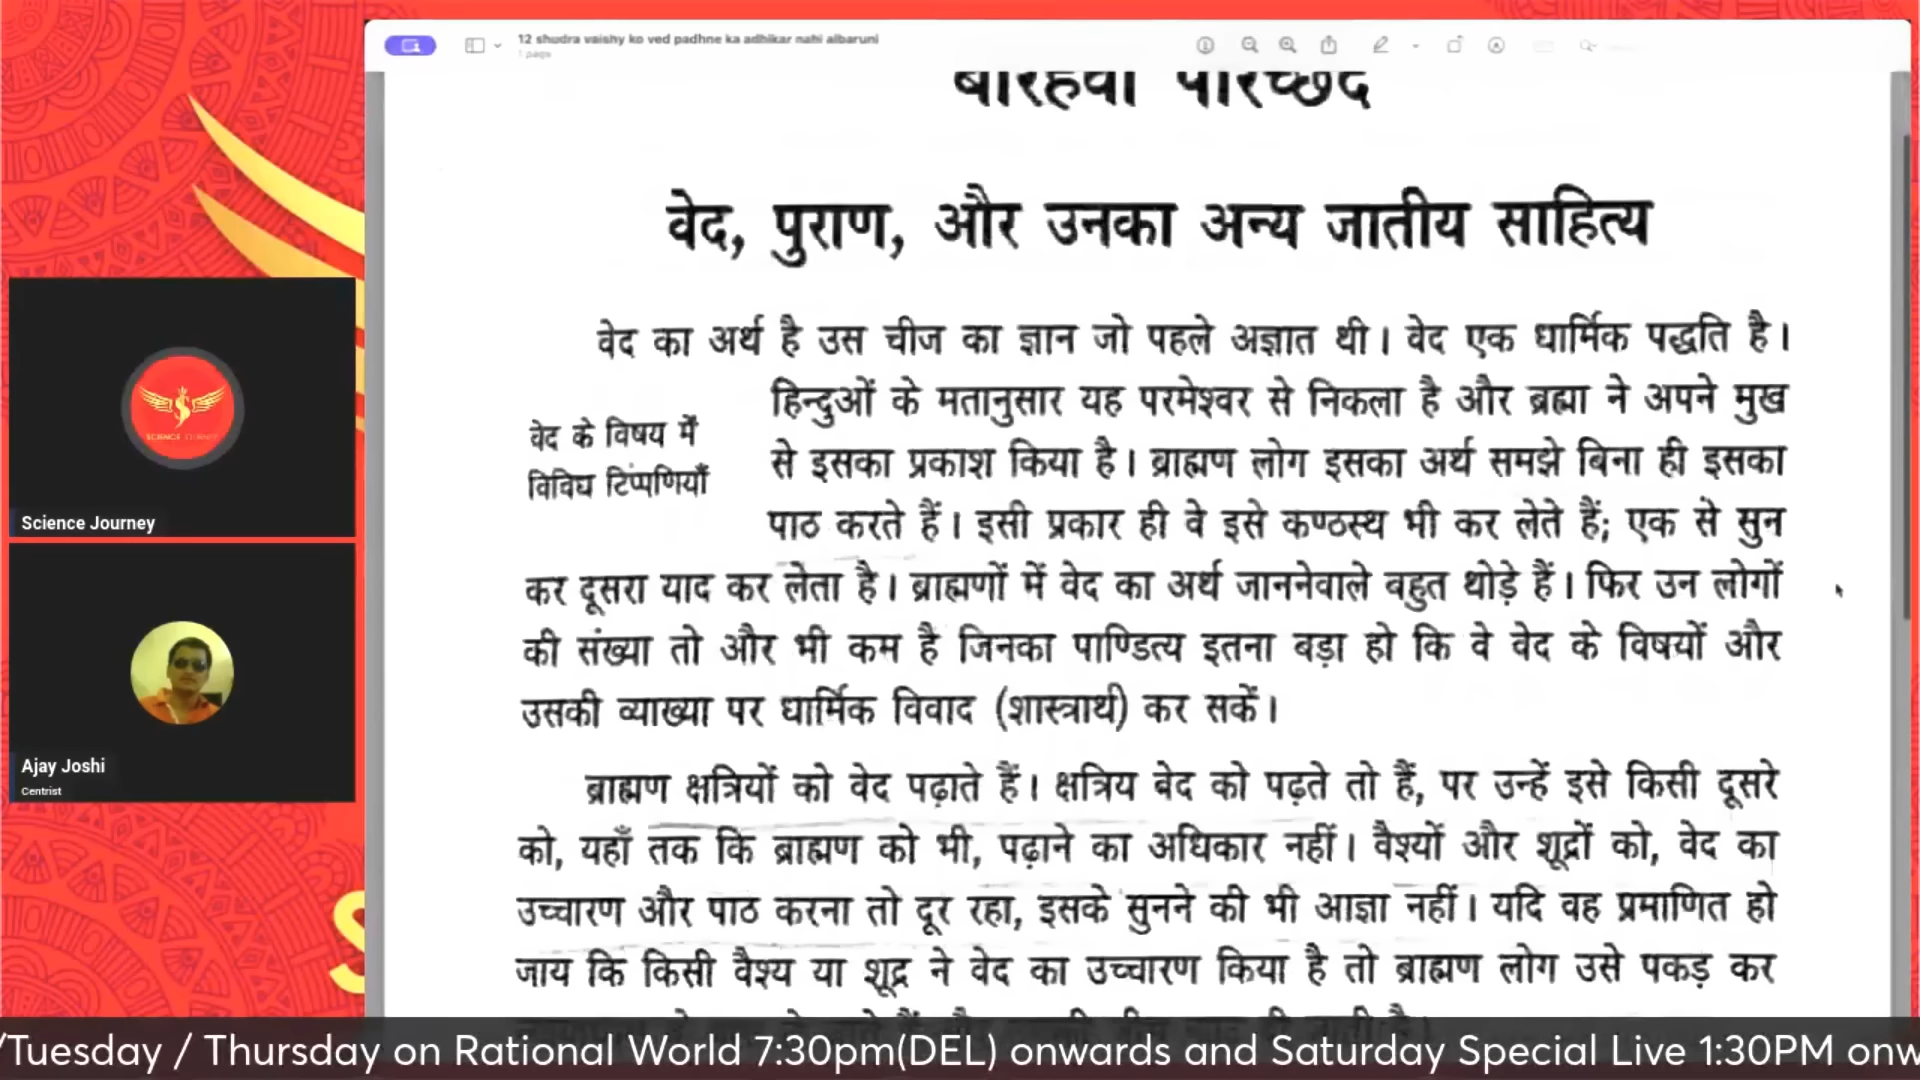 12 shudra vaishy ko ved padhne ka adhikar nahi albaruni
1 page
बारहवाँ परिच्छेद
वेद, पुराण, और उनका अन्य जातीय साहित्य
वेद का अर्थ है उस चीज का ज्ञान जो पहले अज्ञात थी। वेद एक धार्मिक पद्धति है।
हिन्दुओं के मतानुसार यह परमेश्वर से निकला है और ब्रह्मा ने अपने मुख
वेद के विषय में
से इसका प्रकाश किया है। ब्राह्मण लोग इसका अर्थ समझे बिना ही इसका
विविध टिप्पणियाँ
पाठ करते हैं। इसी प्रकार ही वे इसे कण्ठस्थ भी कर लेते हैं; एक से सुन
कर दूसरा याद कर लेता है। ब्राह्मणों में वेद का अर्थ जाननेवाले बहुत थोड़े हैं। फिर उन लोगों
की संख्या तो और भी कम है जिनका पाण्डित्य इतना बड़ा हो कि वे वेद के विषयों और
उसकी व्याख्या पर धार्मिक विवाद (शास्त्रार्थ) कर सकें।
ब्राह्मण क्षत्रियों को वेद पढ़ाते हैं। क्षत्रिय वेद को पढ़ते तो हैं, पर उन्हें इसे किसी दूसरे
को, यहाँ तक कि ब्राह्मण को भी, पढ़ाने का अधिकार नहीं। वैश्यों और शूद्रों को, वेद का
उच्चारण और पाठ करना तो दूर रहा, इसके सुनने की भी आज्ञा नहीं। यदि वह प्रमाणित हो
जाय कि किसी वैश्य या शूद्र ने वेद का उच्चारण किया है तो ब्राह्मण लोग उसे पकड़ कर
SCIENCE JOURNEY
Science Journey
Ajay Joshi
Centrist
S
/Tuesday / Thursday on Rational World 7:30pm(DEL) onwards and Saturday Special Live 1:30PM onw